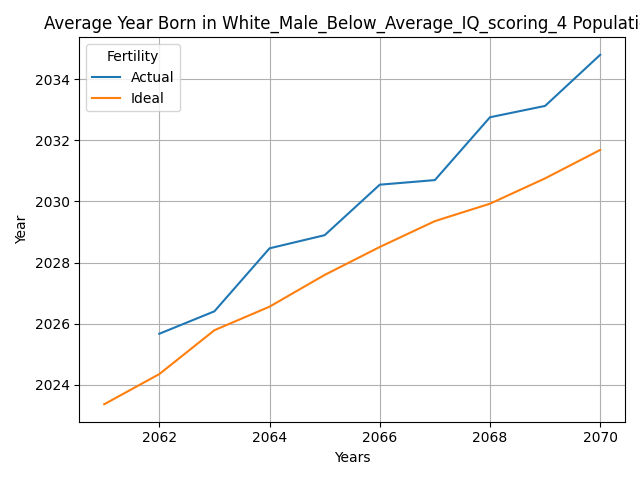 Average Year Born in White_Male_Below_Average_IQ_scoring_4 Populati
Fertility
Actual
Ideal
Year
2034
2032
2030
2028
2026
2024
2062 2064 2066 2068 2070
Years